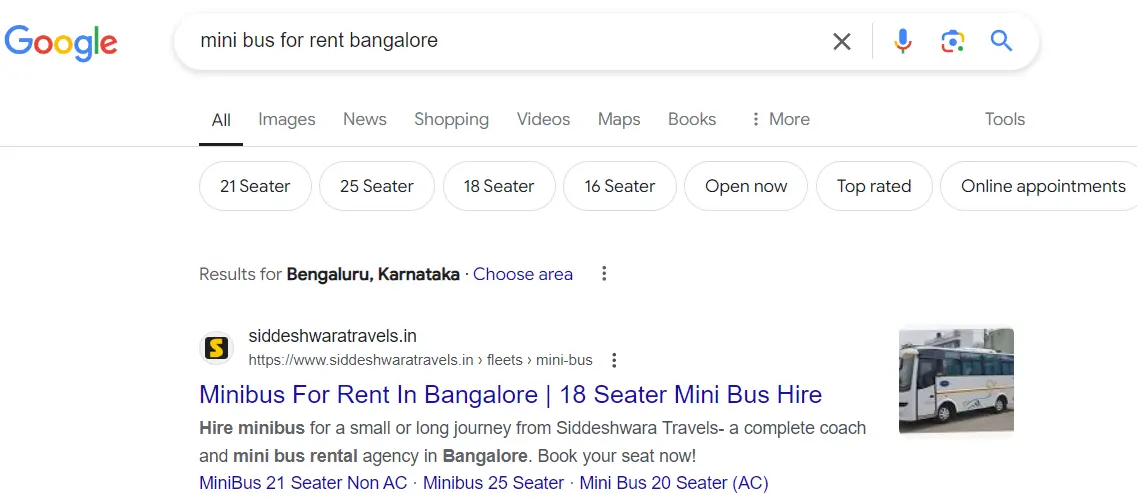 Google
mini bus for rent bangalore
All Images News Shopping Videos Maps Books More Tools
21 Seater 25 Seater 18 Seater 16 Seater Open now Top rated Online appointments
Results for Bengaluru, Karnataka · Choose area
S
siddeshwaratravels.in
https://www.siddeshwaratravels.in › fleets › mini-bus
Minibus For Rent In Bangalore | 18 Seater Mini Bus Hire
Hire minibus for a small or long journey from Siddeshwara Travels- a complete coach
and mini bus rental agency in Bangalore. Book your seat now!
MiniBus 21 Seater Non AC · Minibus 25 Seater · Mini Bus 20 Seater (AC)